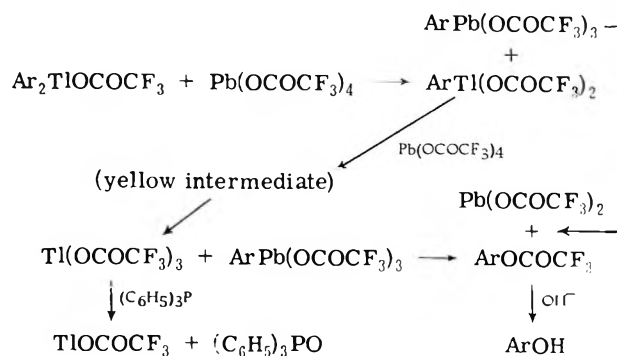 ArPb(OCOCF₃)₃
+
Ar₂TlOCOCF₃ + Pb(OCOCF₃)₄ → ArTl(OCOCF₃)₂
Pb(OCOCF₃)₄
(yellow intermediate)
Pb(OCOCF₃)₂
+
Tl(OCOCF₃)₃ + ArPb(OCOCF₃)₃ → ArOCOCF₃
(C₆H₅)₃P
TlOCOCF₃ + (C₆H₅)₃PO
ArOH